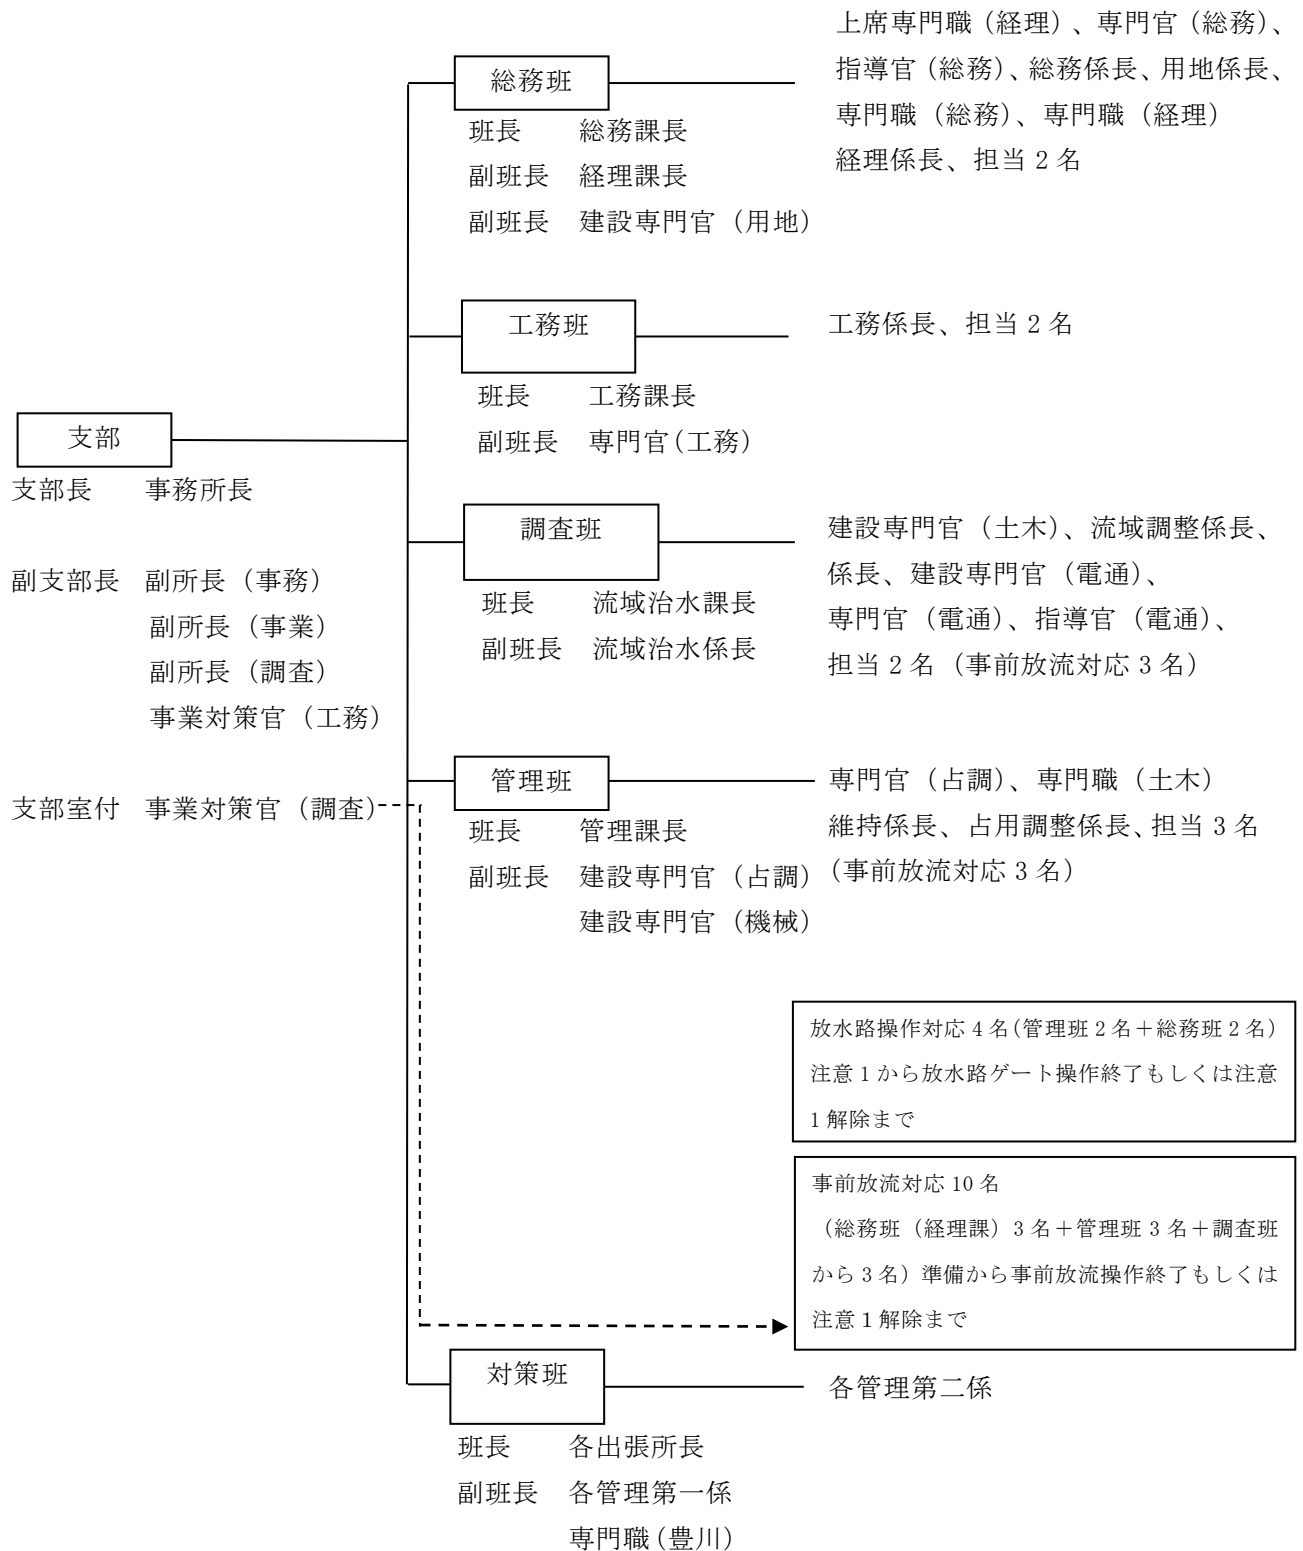 支部
支部長 事務所長
副支部長 副所長(事務)
副所長(事業)
副所長(調査)
事業対策官(工務)
支部室付 事業対策官(調査)
総務班
班長 総務課長
副班長 経理課長
副班長 建設専門官(用地)
上席専門職(経理)、専門官(総務)、
指導官(総務)、総務係長、用地係長、
専門職(総務)、専門職(経理)
経理係長、担当2名
工務班
班長 工務課長
副班長 専門官(工務)
工務係長、担当2名
調査班
班長 流域治水課長
副班長 流域治水係長
建設専門官(土木)、流域調整係長、
係長、建設専門官(電通)、
専門官(電通)、指導官(電通)、
担当2名(事前放流対応3名)
管理班
班長 管理課長
副班長 建設専門官(占調)
建設専門官(機械)
専門官(占調)、専門職(土木)
維持係長、占用調整係長、担当3名
(事前放流対応3名)
放水路操作対応4名(管理班2名+総務班2名)
注意1から放水路ゲート操作終了もしくは注意
1解除まで
事前放流対応10名
(総務班(経理課)3名+管理班3名+調査班
から3名)準備から事前放流操作終了もしくは
注意1解除まで
対策班
班長 各出張所長
副班長 各管理第一係
専門職(豊川)
各管理第二係